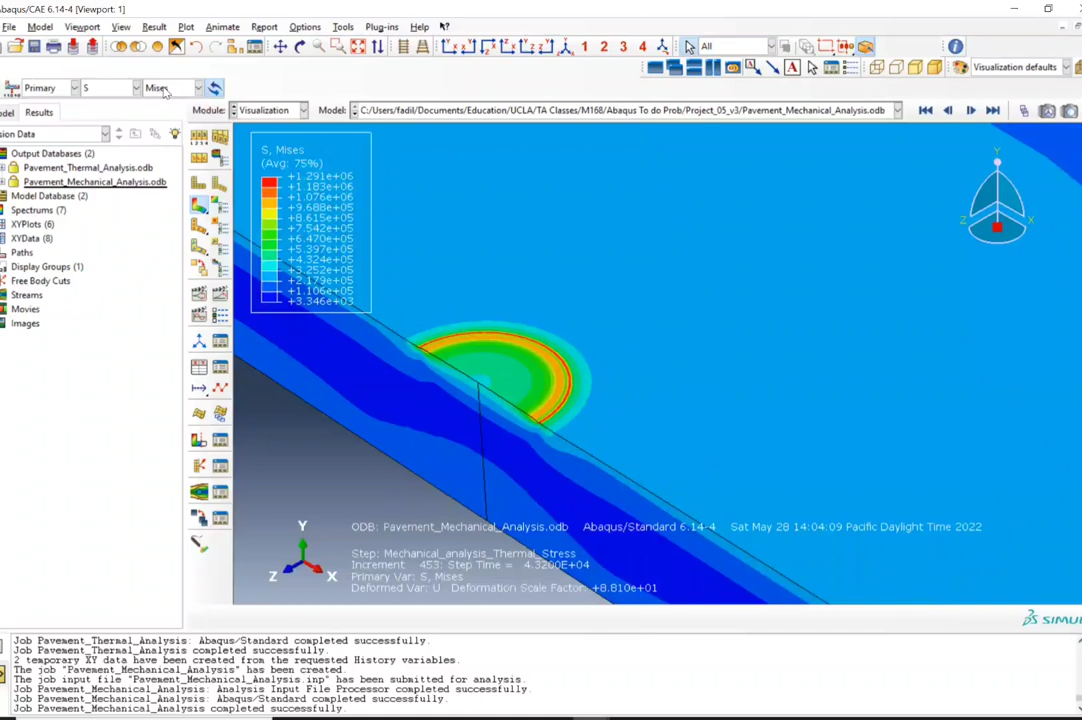 Abaqus/CAE 6.14-4 [Viewport: 1]
File Model Viewport View Result Plot Animate Report Options Tools Plug-ins Help
1 2 3 4 All
Visualization defaults
Primary S Mises
Module: Visualization Model: C:/Users/fadil/Documents/Education/UCLA/TA Classes/M168/Abaqus To do Prob/Project_05_v3/Pavement_Mechanical_Analysis.odb
odel Results
sion Data
Output Databases (2)
Pavement_Thermal_Analysis.odb
Pavement_Mechanical_Analysis.odb
Model Database (2)
Spectrums (7)
XYPlots (6)
XYData (8)
Paths
Display Groups (1)
Free Body Cuts
Streams
Movies
Images
S, Mises
(Avg: 75%)
+1.291e+06
+1.183e+06
+1.076e+06
+9.688e+05
+8.615e+05
+7.542e+05
+6.470e+05
+5.397e+05
+4.324e+05
+3.252e+05
+2.179e+05
+1.106e+05
+3.346e+03
Y
Z X
ODB: Pavement_Mechanical_Analysis.odb Abaqus/Standard 6.14-4 Sat May 28 14:04:09 Pacific Daylight Time 2022
Step: Mechanical_analysis_Thermal_Stress
Increment 453: Step Time = 4.3200E+04
Primary Var: S, Mises
Deformed Var: U Deformation Scale Factor: +8.810e+01
Y
Z X
SIMUL
Job Pavement_Thermal_Analysis: Abaqus/Standard completed successfully.
Job Pavement_Thermal_Analysis completed successfully.
2 temporary XY data have been created from the requested History variables.
The job "Pavement_Mechanical_Analysis" has been created.
The job input file "Pavement_Mechanical_Analysis.inp" has been submitted for analysis.
Job Pavement_Mechanical_Analysis: Analysis Input File Processor completed successfully.
Job Pavement_Mechanical_Analysis: Abaqus/Standard completed successfully.
Job Pavement_Mechanical_Analysis completed successfully.